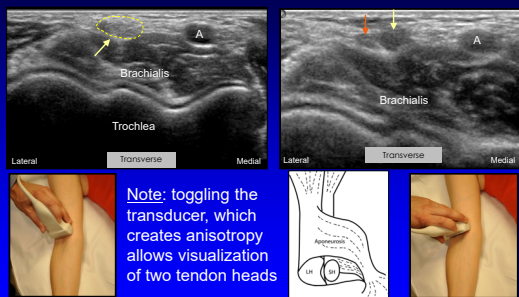 A
Brachialis
Trochlea
Lateral
Transverse
Medial
A
Brachialis
Lateral
Transverse
Medial
Note: toggling the
transducer, which
creates anisotropy
allows visualization
of two tendon heads
Aponeurosis
LH
SH